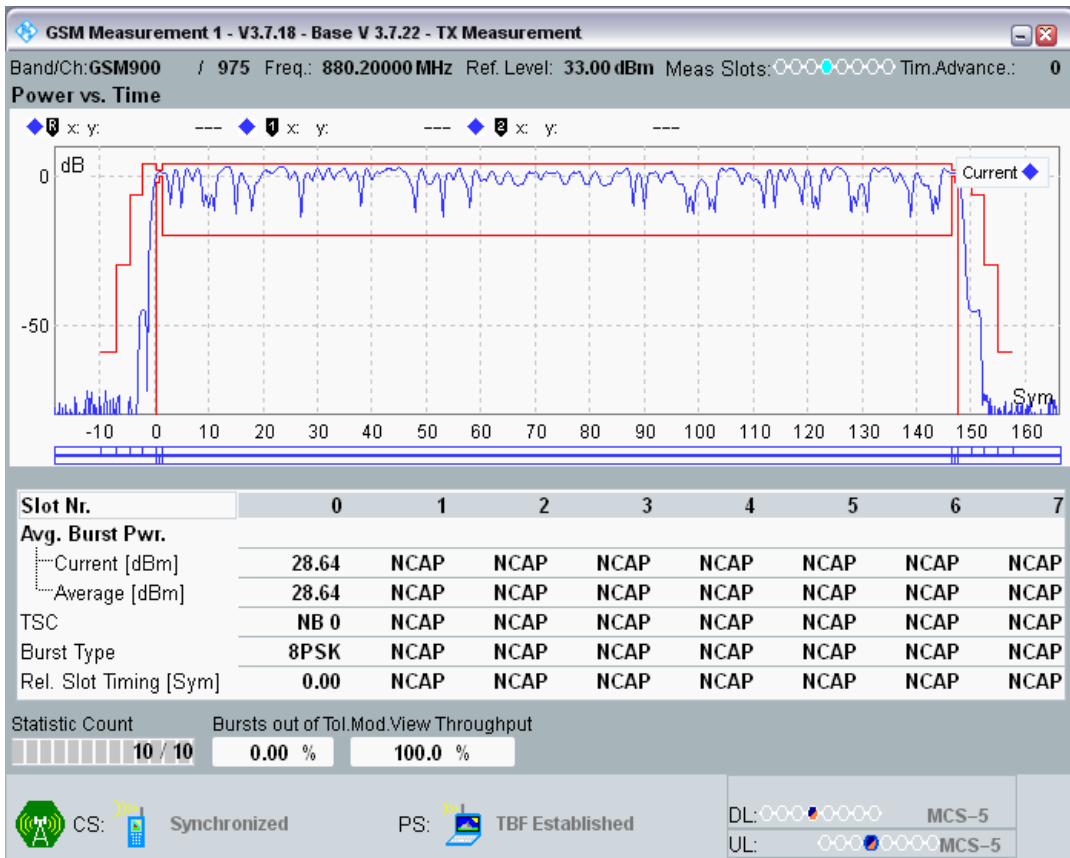 GSM Measurement 1 - V3.7.18 - Base V 3.7.22 - TX Measurement
Band/Ch:GSM900 / 975 Freq.: 880.20000 MHz Ref. Level: 33.00 dBm Meas Slots: Tim.Advance.: 0
Power vs. Time
R x: y: --- 1 x: y: --- 2 x: y: ---
dB
Current
0
-50
Sym
-10 0 10 20 30 40 50 60 70 80 90 100 110 120 130 140 150 160
Slot Nr. 0 1 2 3 4 5 6 7
Avg. Burst Pwr.
Current [dBm] 28.64 NCAP NCAP NCAP NCAP NCAP NCAP NCAP
Average [dBm] 28.64 NCAP NCAP NCAP NCAP NCAP NCAP NCAP
TSC NB 0 NCAP NCAP NCAP NCAP NCAP NCAP NCAP
Burst Type 8PSK NCAP NCAP NCAP NCAP NCAP NCAP NCAP
Rel. Slot Timing [Sym] 0.00 NCAP NCAP NCAP NCAP NCAP NCAP NCAP
Statistic Count Bursts out of Tol.Mod.View Throughput
10 / 10 0.00 % 100.0 %
CS: Synchronized PS: TBF Established
DL: MCS-5
UL: MCS-5